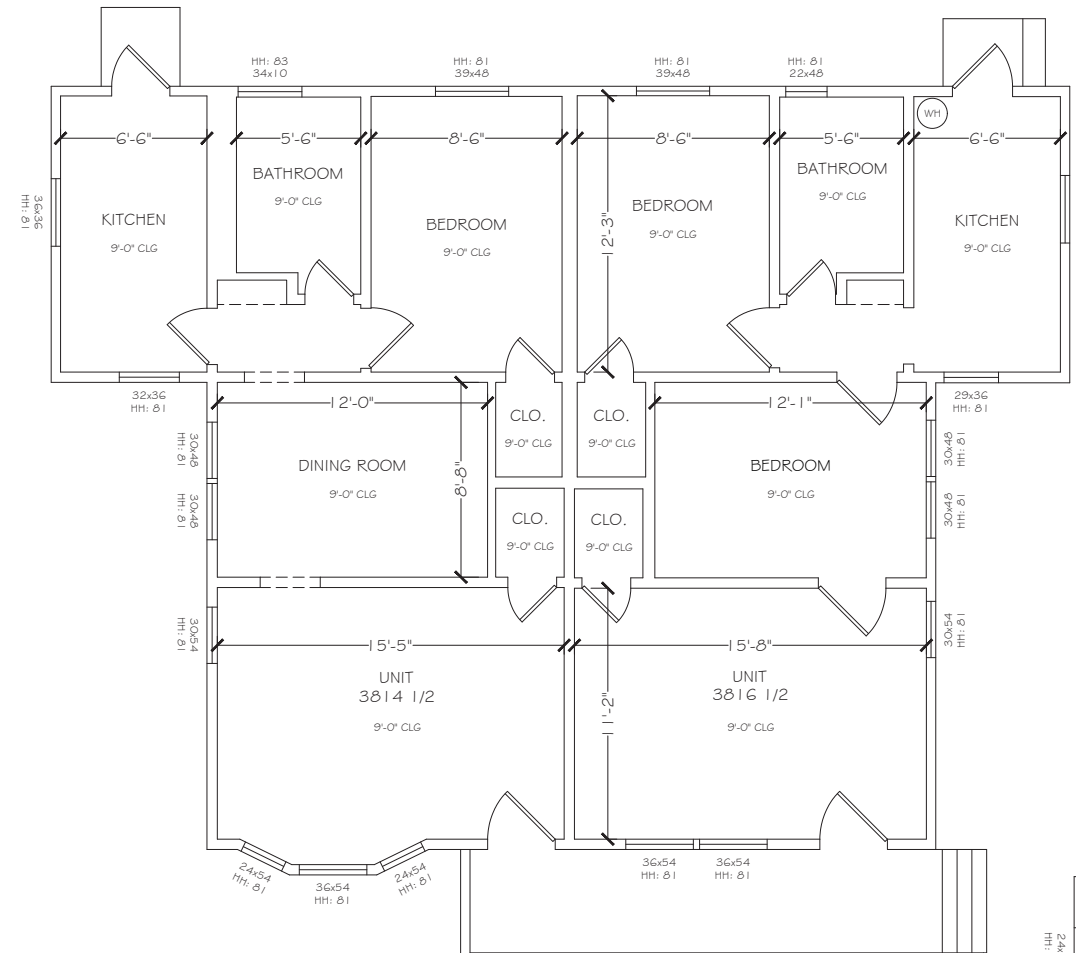 HH: 83
34x10
HH: 81
39x48
HH: 81
39x48
HH: 81
22x48
WH
6'-6"
5'-6"
8'-6"
8'-6"
5'-6"
6'-6"
BATHROOM
9'-0" CLG
BATHROOM
9'-0" CLG
36x36
HH: 81
KITCHEN
9'-0" CLG
BEDROOM
9'-0" CLG
BEDROOM
9'-0" CLG
12'-3"
KITCHEN
9'-0" CLG
32x36
HH: 81
29x36
HH: 81
12'-0"
CLO.
9'-0" CLG
CLO.
9'-0" CLG
12'-1"
30x48
HH: 81
30x48
HH: 81
DINING ROOM
9'-0" CLG
8'-8"
BEDROOM
9'-0" CLG
30x48
HH: 81
30x48
HH: 81
CLO.
9'-0" CLG
CLO.
9'-0" CLG
30x54
HH: 81
30x54
HH: 81
15'-5"
15'-8"
UNIT
3814 1/2
9'-0" CLG
11'-2"
UNIT
3816 1/2
9'-0" CLG
24x54
HH: 81
36x54
HH: 81
24x54
HH: 81
36x54
HH: 81
36x54
HH: 81
HH: